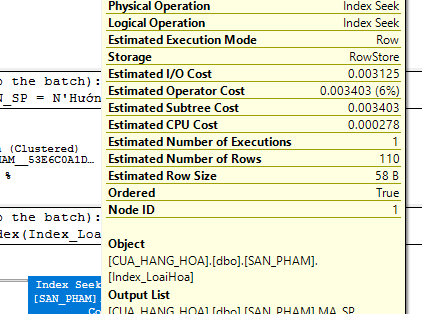 Physical Operation Index Seek
Logical Operation Index Seek
Estimated Execution Mode Row
Storage RowStore
Estimated I/O Cost 0.003125
Estimated Operator Cost 0.003403 (6%)
Estimated Subtree Cost 0.003403
Estimated CPU Cost 0.000278
Estimated Number of Executions 1
Estimated Number of Rows 110
Estimated Row Size 58 B
Ordered True
Node ID 1
Object
[CUA_HANG_HOA].[dbo].[SAN_PHAM].
[Index_LoaiHoa]
Output List
[CUA_HANG_HOA].[dbo].[SAN_PHAM].MA_SP
o the batch):
N_SP = N'Hướn
(Clustered)
HAM__53E6C0A1D…
%
o the batch):
dex(Index_Loa
Index Seek
[SAN_PHAM].
Co